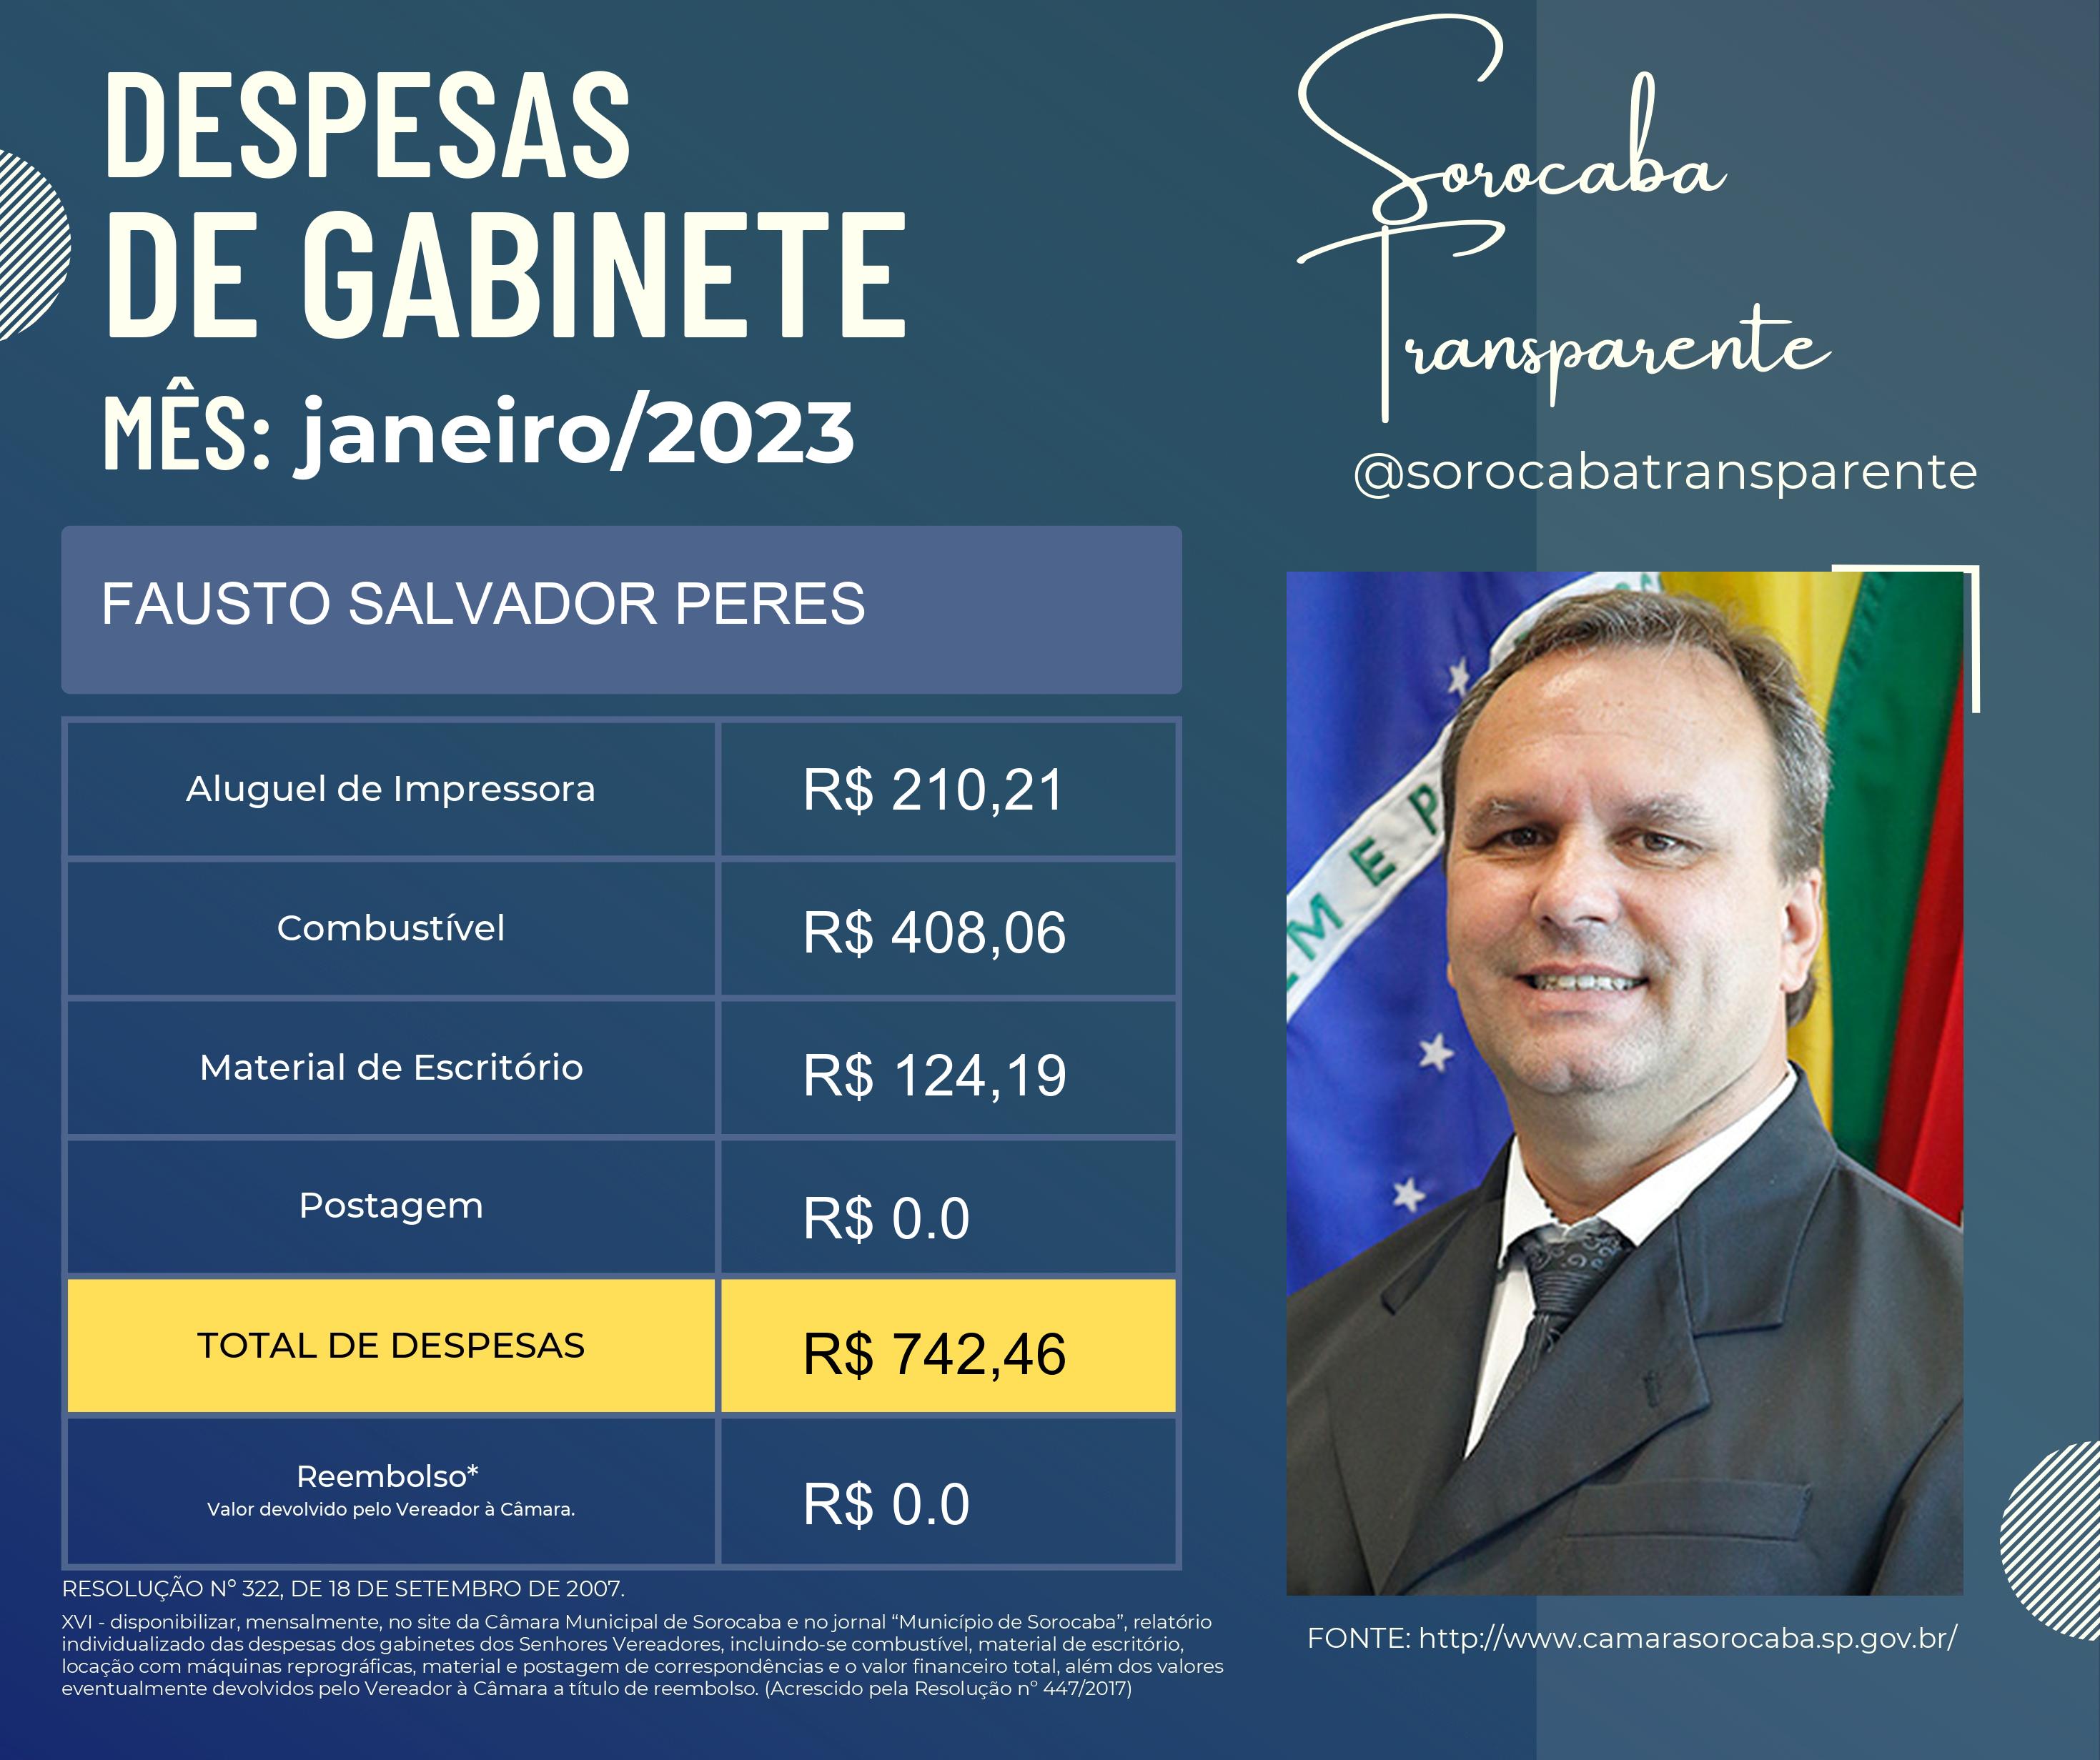 DESPESAS
DE GABINETE
MÊS: janeiro/2023
Sorocaba
Transparente
@sorocabatransparente
FAUSTO SALVADOR PERES
Aluguel de Impressora R$ 210,21
Combustível R$ 408,06
Material de Escritório R$ 124,19
Postagem R$ 0.0
TOTAL DE DESPESAS R$ 742,46
Reembolso*
Valor devolvido pelo Vereador à Câmara.
R$ 0.0
RESOLUÇÃO Nº 322, DE 18 DE SETEMBRO DE 2007.
XVI - disponibilizar, mensalmente, no site da Câmara Municipal de Sorocaba e no jornal “Município de Sorocaba”, relatório
individualizado das despesas dos gabinetes dos Senhores Vereadores, incluindo-se combustível, material de escritório,
locação com máquinas reprográficas, material e postagem de correspondências e o valor financeiro total, além dos valores
eventualmente devolvidos pelo Vereador à Câmara a título de reembolso. (Acrescido pela Resolução nº 447/2017)
EM E P
FONTE: http://www.camarasorocaba.sp.gov.br/